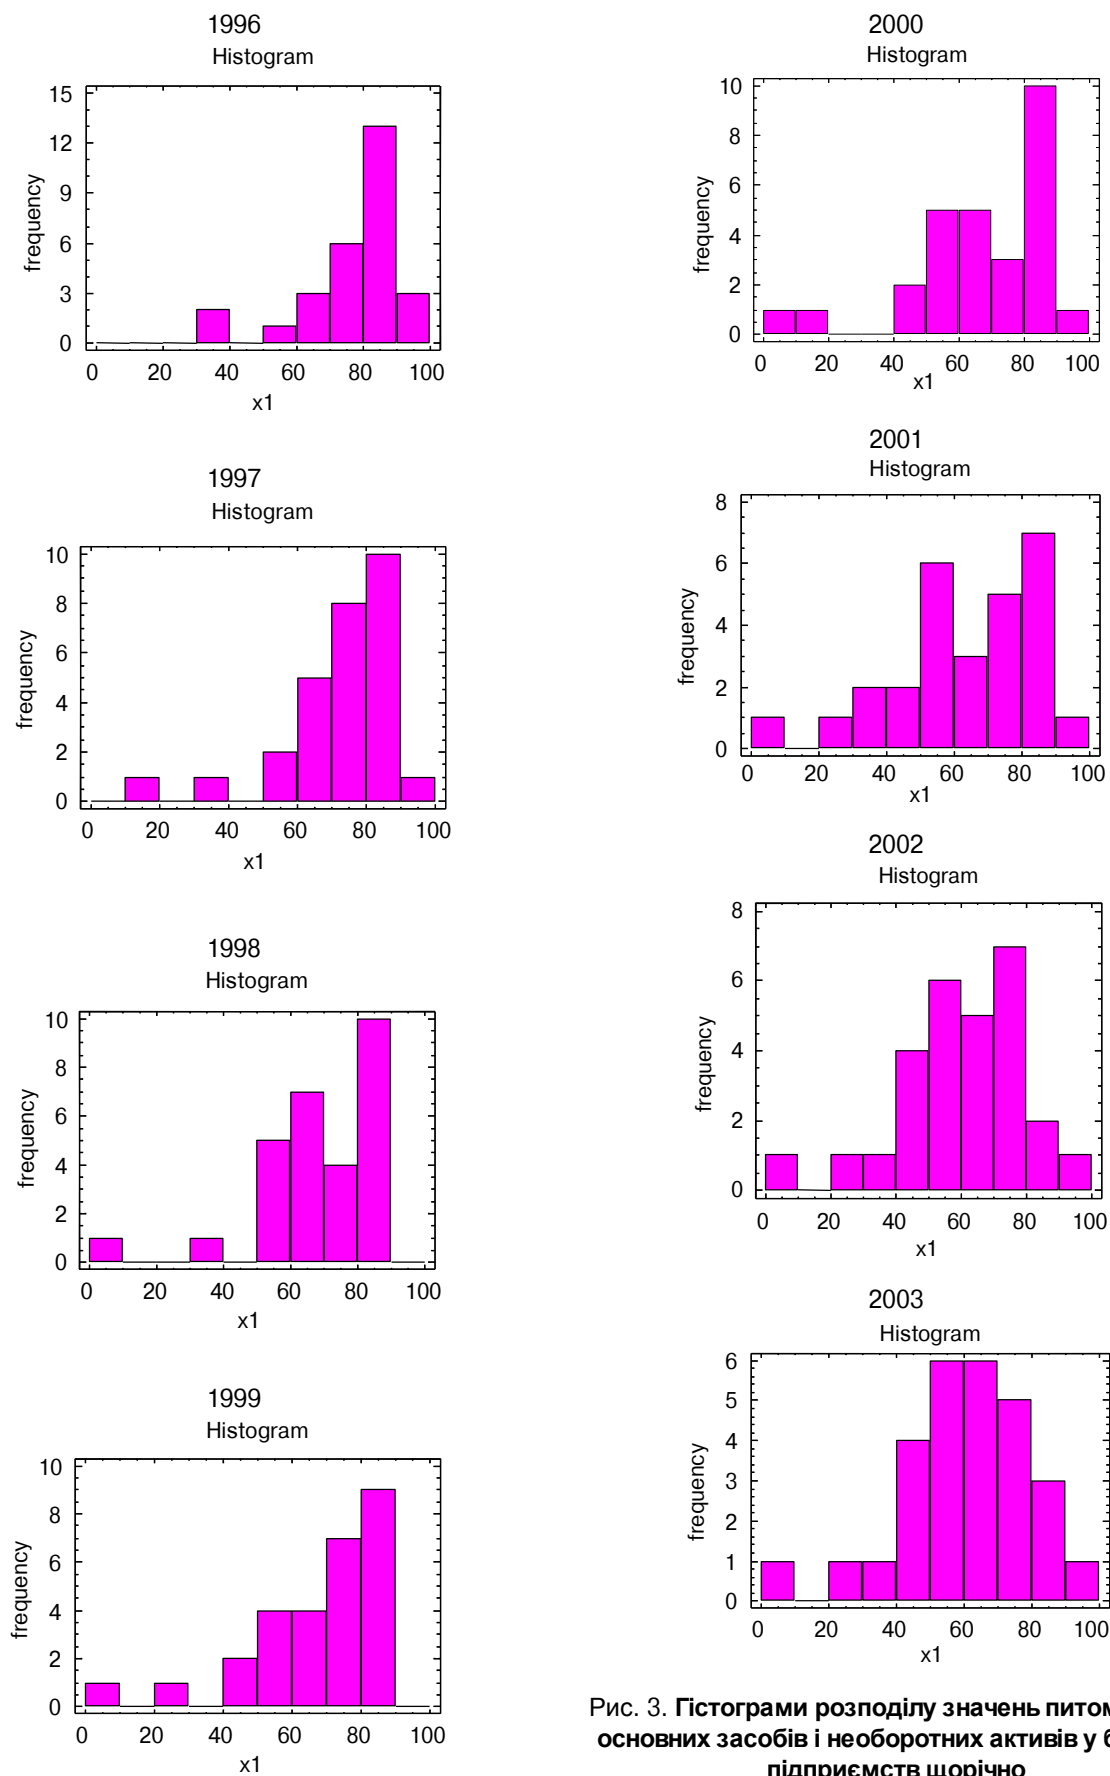 1996
Histogram
15
12
9
6
3
0
frequency
0 20 40 60 80 100
x1
1997
Histogram
10
8
6
4
2
0
frequency
0 20 40 60 80 100
x1
1998
Histogram
10
8
6
4
2
0
frequency
0 20 40 60 80 100
x1
1999
Histogram
10
8
6
4
2
0
frequency
0 20 40 60 80 100
x1
2000
Histogram
10
8
6
4
2
0
frequency
0 20 40 60 80 100
x1
2001
Histogram
8
6
4
2
0
frequency
0 20 40 60 80 100
x1
2002
Histogram
8
6
4
2
0
frequency
0 20 40 60 80 100
x1
2003
Histogram
6
5
4
3
2
1
0
frequency
0 20 40 60 80 100
x1
Рис. 3. Гістограми розподілу значень
основних засобів і необоротних активів у
підприємств щорічно